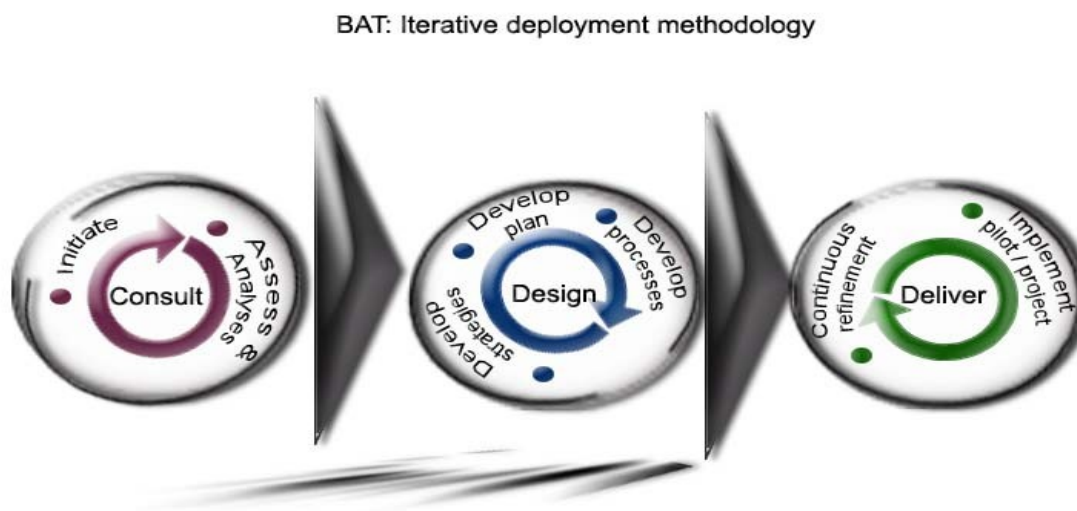 BAT: Iterative deployment methodology
Initiate
Assess &
Analyses
Consult
Develop
strategies
Develop
plan
Develop
processes
Design
Continuous
refinement
Implement
pilot / project
Deliver